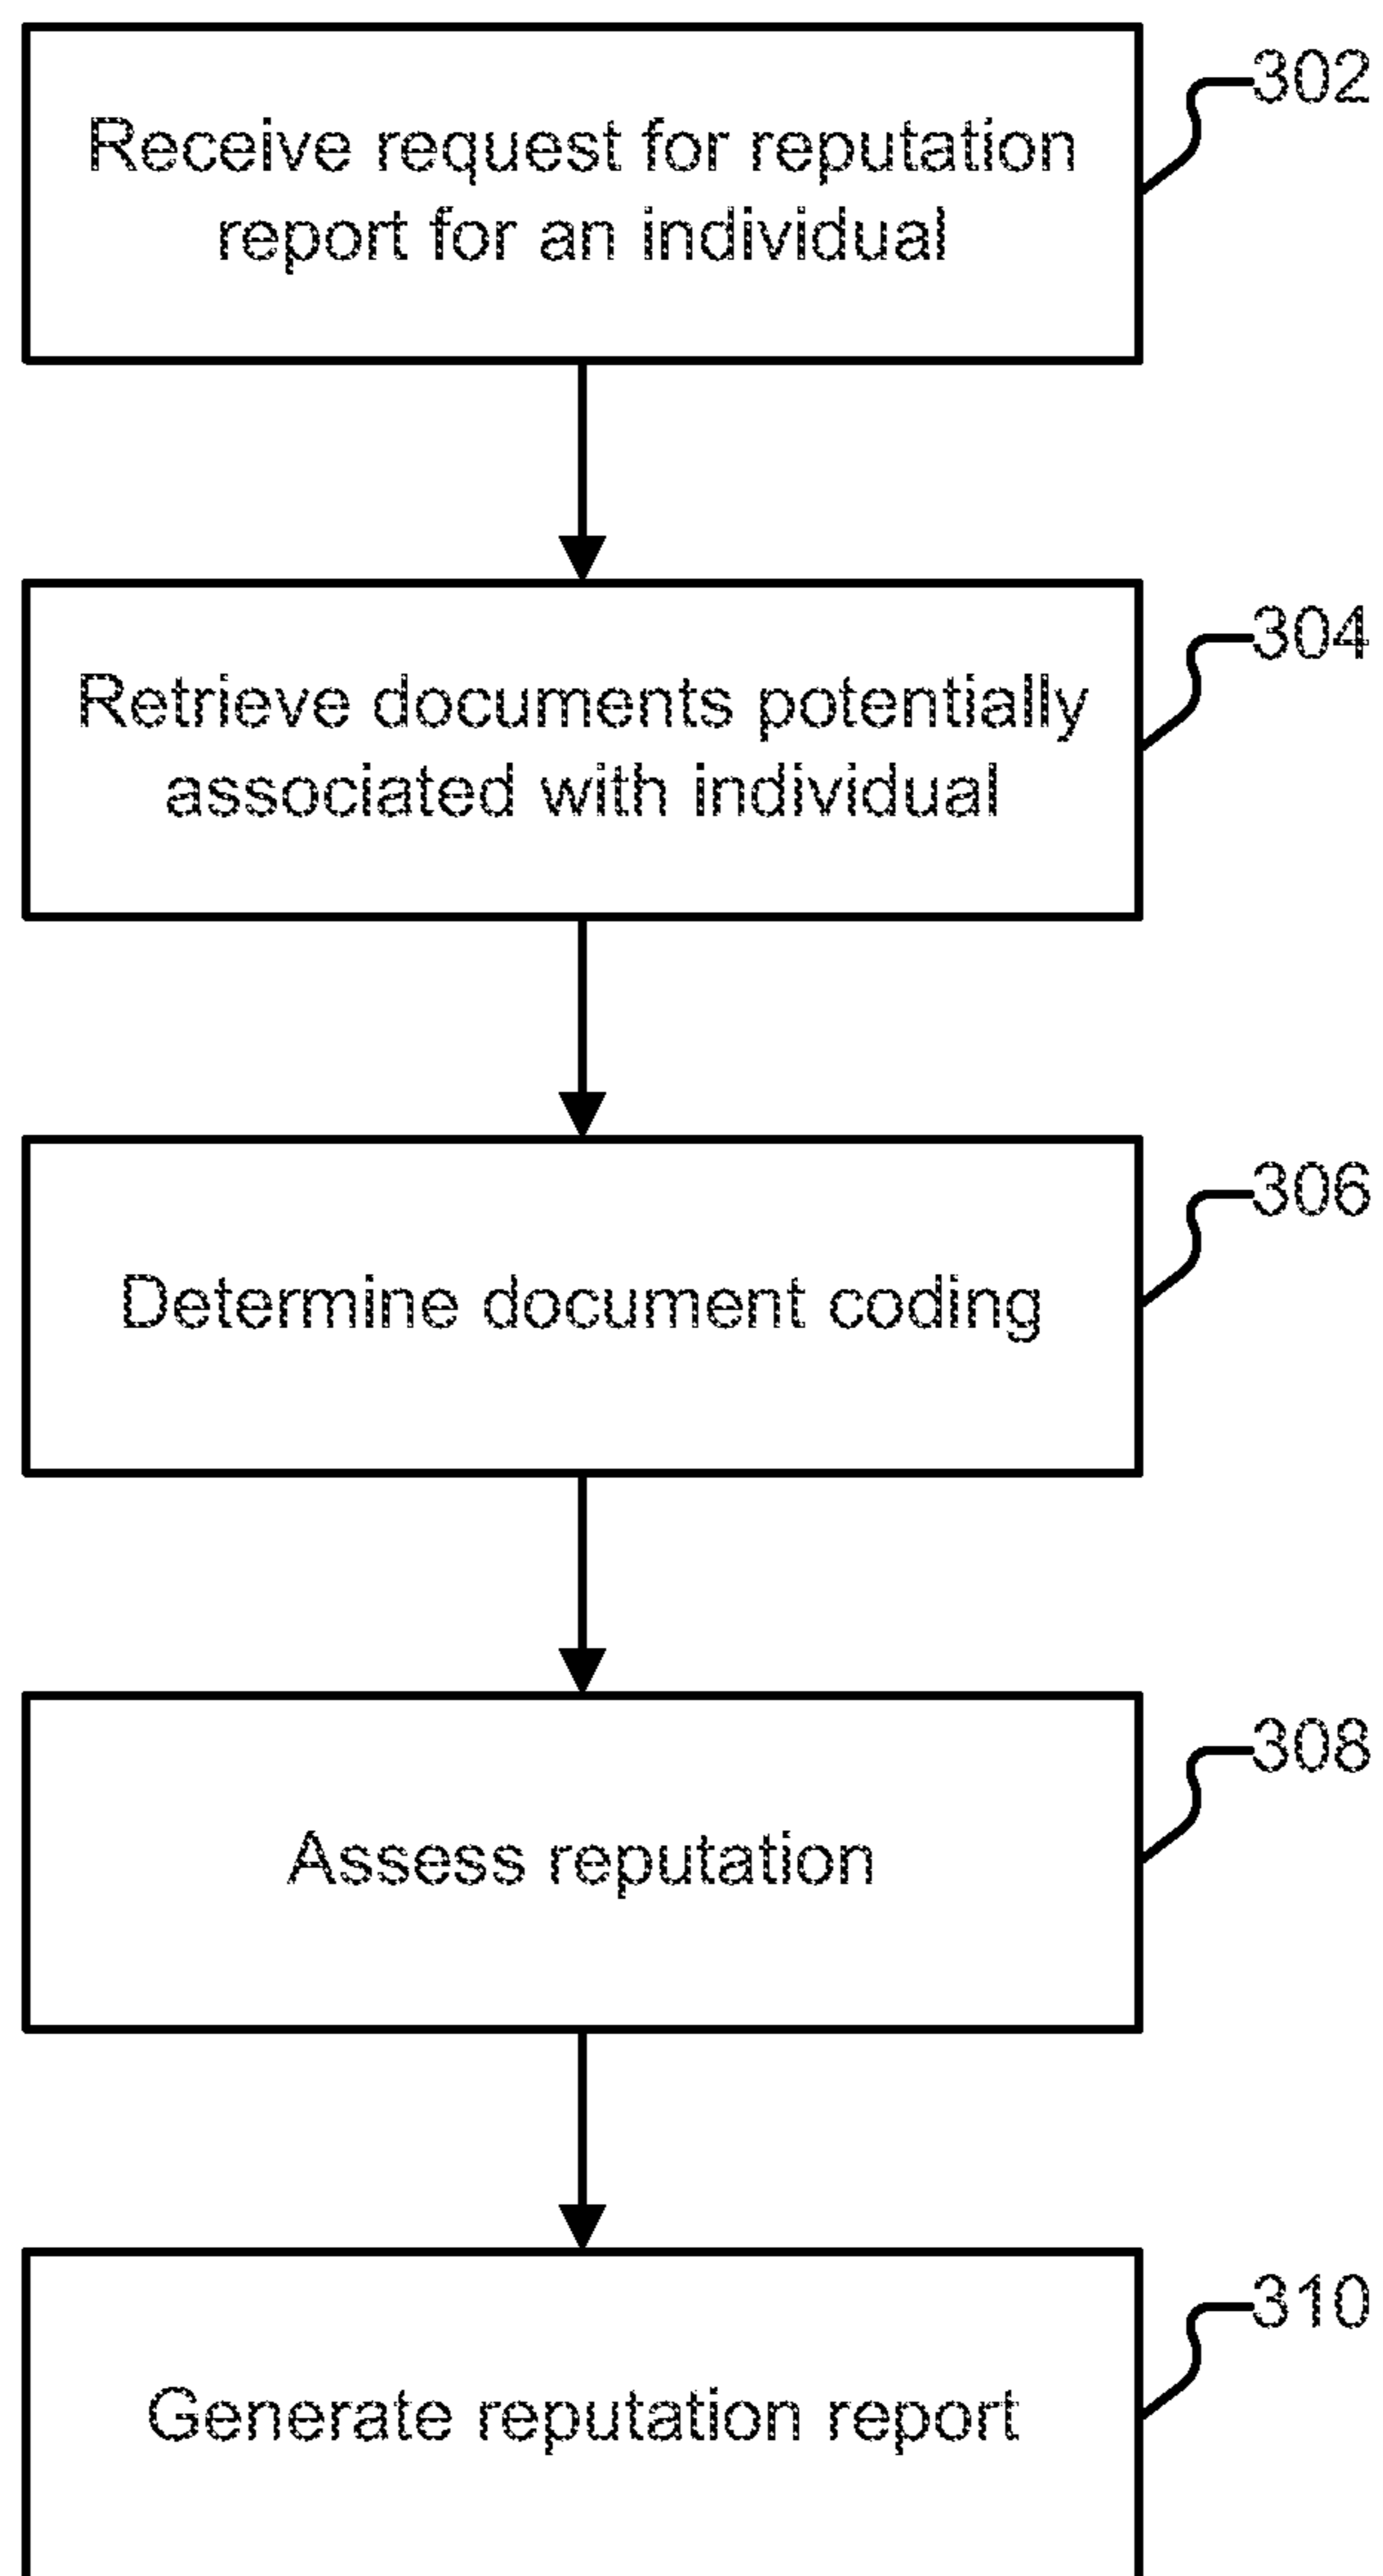 302
Receive request for reputation
report for an individual
304
Retrieve documents potentially
associated with individual
306
Determine document coding
308
Assess reputation
310
Generate reputation report